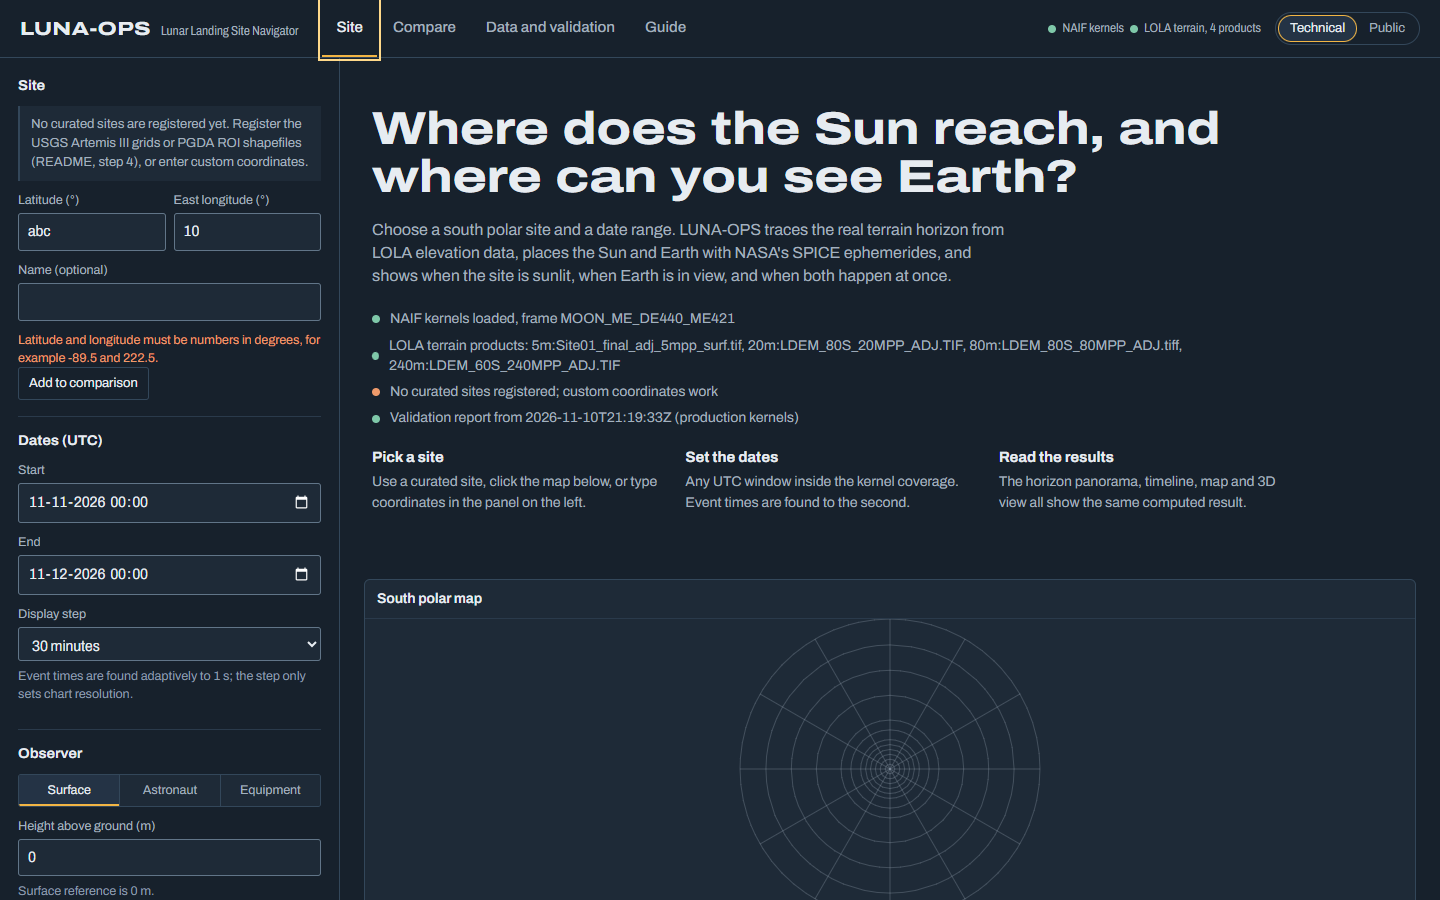 LUNA-OPS Lunar Landing Site Navigator Site Compare Data and validation Guide NAIF kernels LOLA terrain, 4 products Technical Public
Site
No curated sites are registered yet. Register the
USGS Artemis III grids or PGDA ROI shapefiles
(README, step 4), or enter custom coordinates.
Latitude (°) East longitude (°)
abc 10
Name (optional)
Latitude and longitude must be numbers in degrees, for
example -89.5 and 222.5.
Add to comparison
Dates (UTC)
Start
11-11-2026 00:00
End
11-12-2026 00:00
Display step
30 minutes
Event times are found adaptively to 1 s; the step only
sets chart resolution.
Observer
Surface Astronaut Equipment
Height above ground (m)
0
Surface reference is 0 m.
Where does the Sun reach, and
where can you see Earth?
Choose a south polar site and a date range. LUNA-OPS traces the real terrain horizon from
LOLA elevation data, places the Sun and Earth with NASA's SPICE ephemerides, and
shows when the site is sunlit, when Earth is in view, and when both happen at once.
NAIF kernels loaded, frame MOON_ME_DE440_ME421
LOLA terrain products: 5m:Site01_final_adj_5mpp_surf.tif, 20m:LDEM_80S_20MPP_ADJ.TIF, 80m:LDEM_80S_80MPP_ADJ.tiff,
240m:LDEM_60S_240MPP_ADJ.TIF
No curated sites registered; custom coordinates work
Validation report from 2026-11-10T21:19:33Z (production kernels)
Pick a site
Use a curated site, click the map below, or type
coordinates in the panel on the left.
Set the dates
Any UTC window inside the kernel coverage.
Event times are found to the second.
Read the results
The horizon panorama, timeline, map and 3D
view all show the same computed result.
South polar map